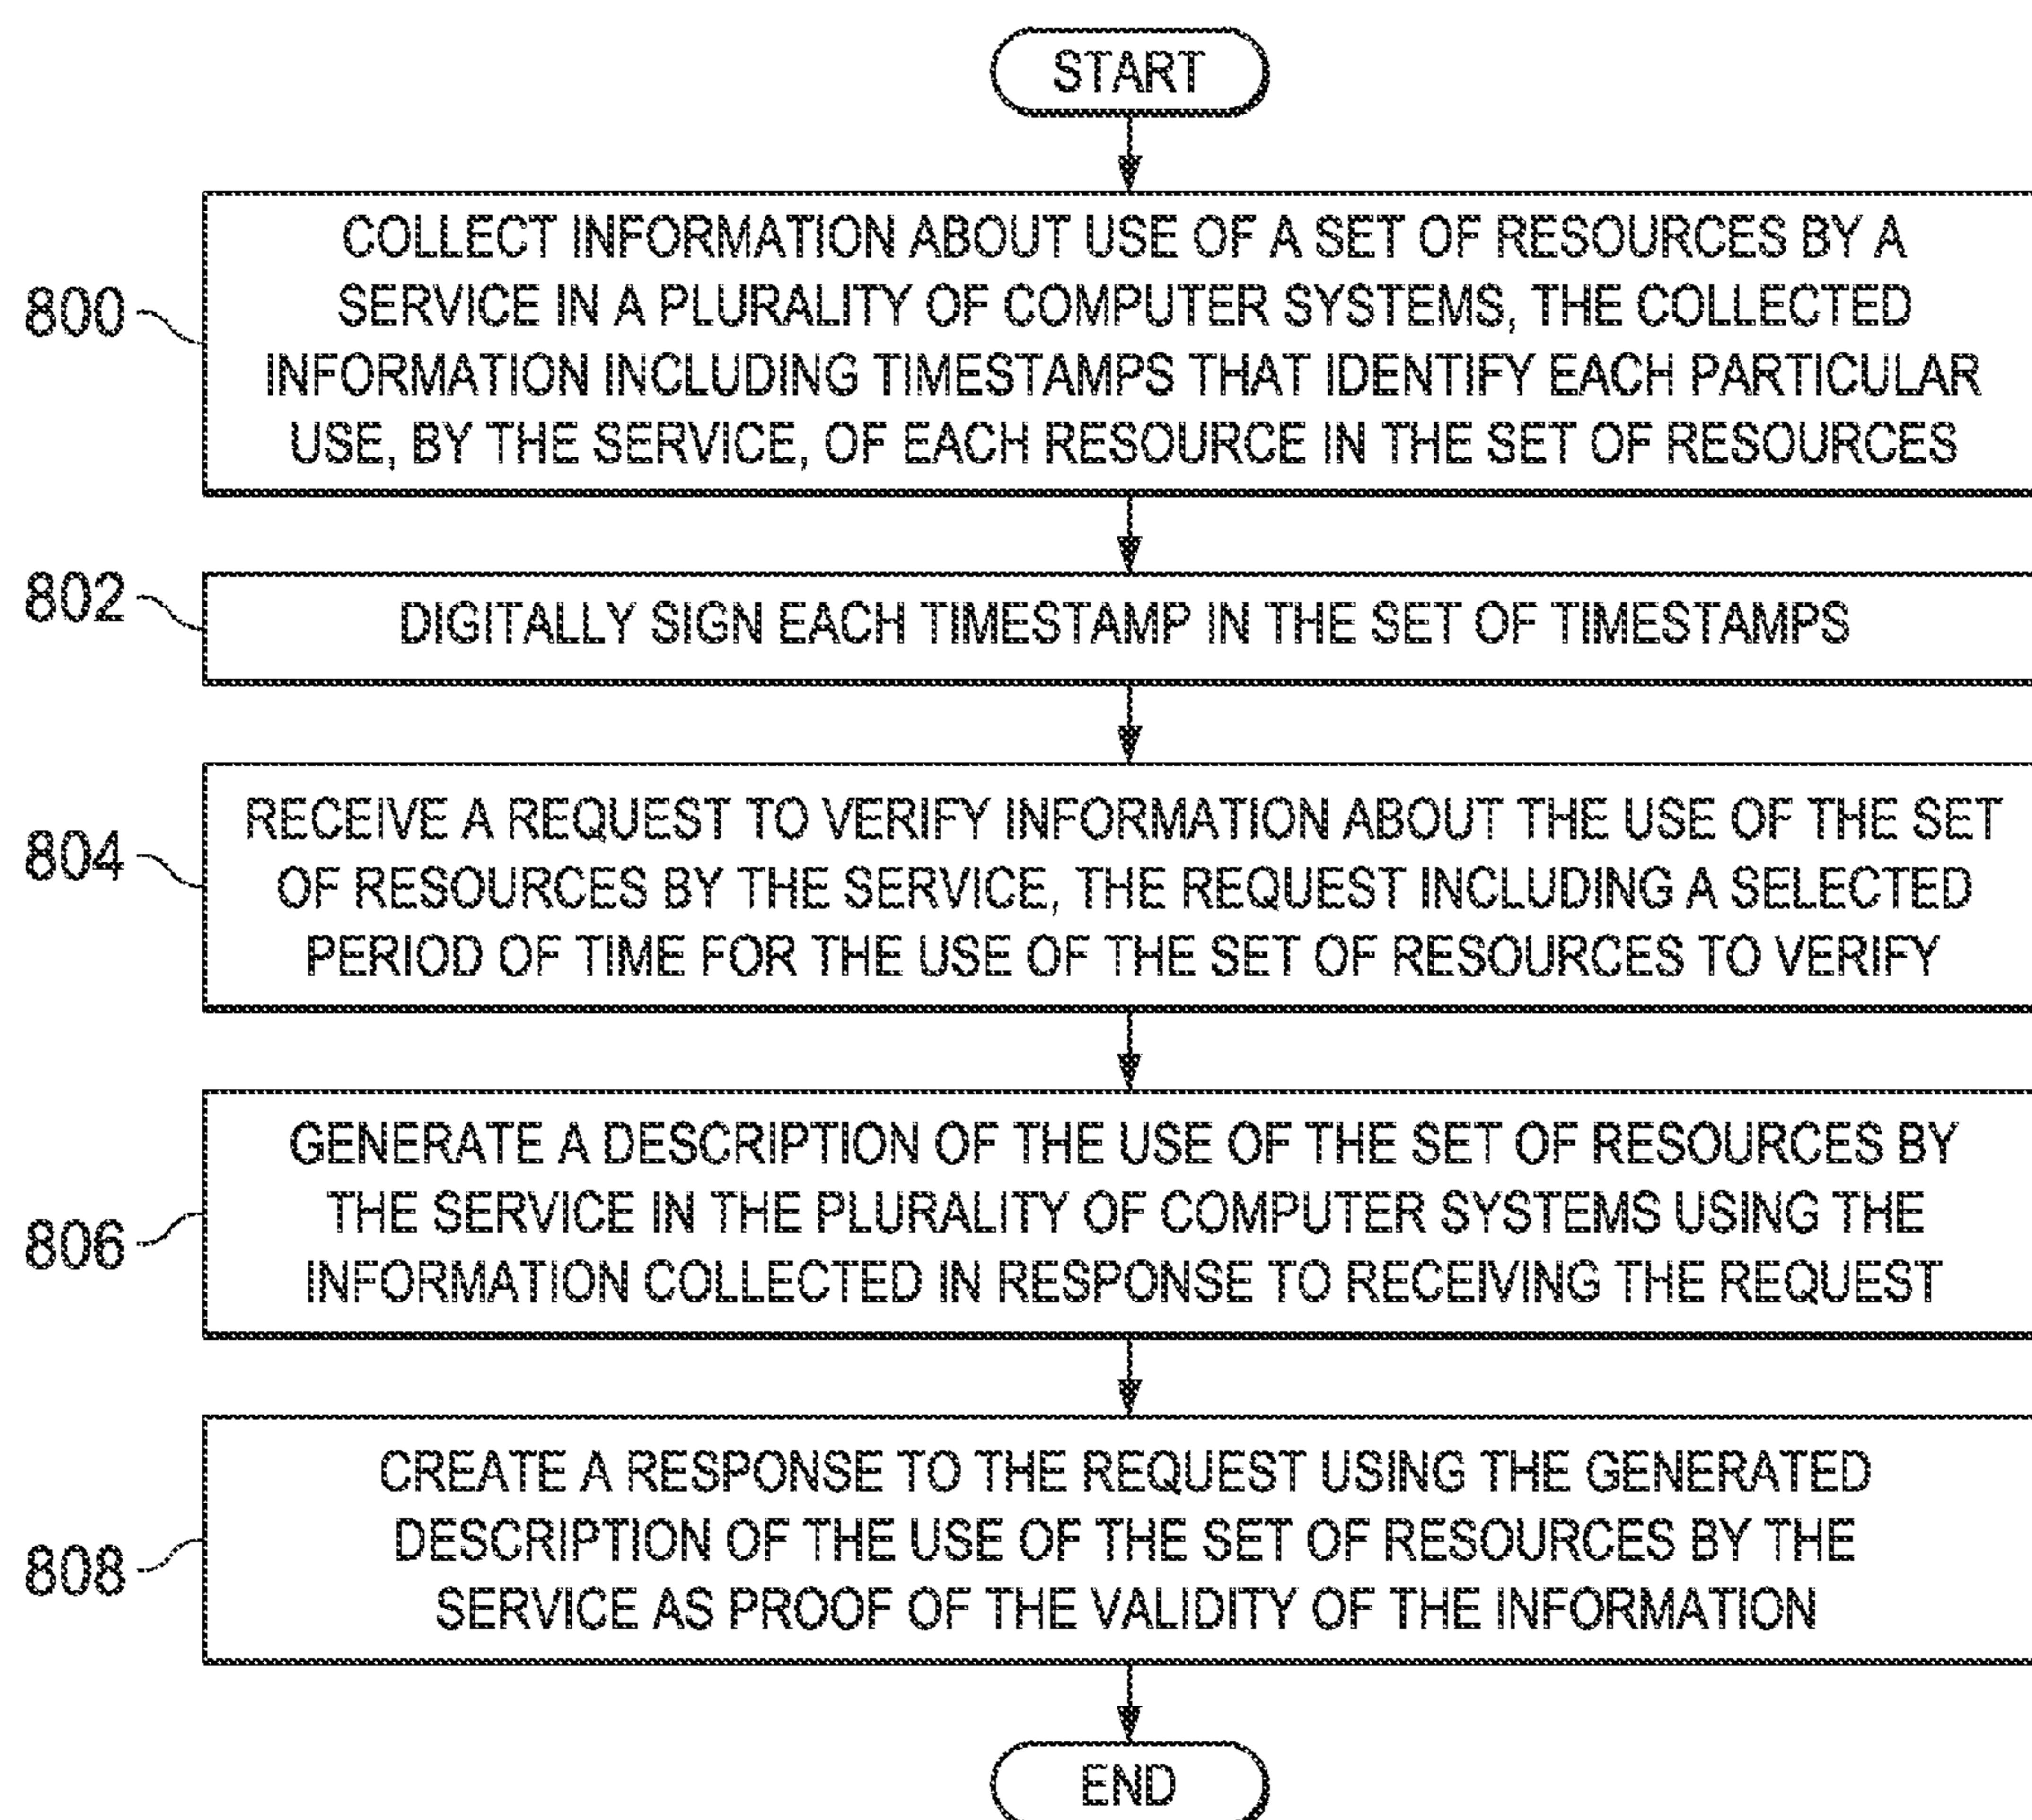 START
COLLECT INFORMATION ABOUT USE OF A SET OF RESOURCES BY A
SERVICE IN A PLURALITY OF COMPUTER SYSTEMS, THE COLLECTED
INFORMATION INCLUDING TIMESTAMPS THAT IDENTIFY EACH PARTICULAR
USE, BY THE SERVICE, OF EACH RESOURCE IN THE SET OF RESOURCES
800
DIGITALLY SIGN EACH TIMESTAMP IN THE SET OF TIMESTAMPS
802
RECEIVE A REQUEST TO VERIFY INFORMATION ABOUT THE USE OF THE SET
OF RESOURCES BY THE SERVICE, THE REQUEST INCLUDING A SELECTED
PERIOD OF TIME FOR THE USE OF THE SET OF RESOURCES TO VERIFY
804
GENERATE A DESCRIPTION OF THE USE OF THE SET OF RESOURCES BY
THE SERVICE IN THE PLURALITY OF COMPUTER SYSTEMS USING THE
INFORMATION COLLECTED IN RESPONSE TO RECEIVING THE REQUEST
806
CREATE A RESPONSE TO THE REQUEST USING THE GENERATED
DESCRIPTION OF THE USE OF THE SET OF RESOURCES BY THE
SERVICE AS PROOF OF THE VALIDITY OF THE INFORMATION
808
END